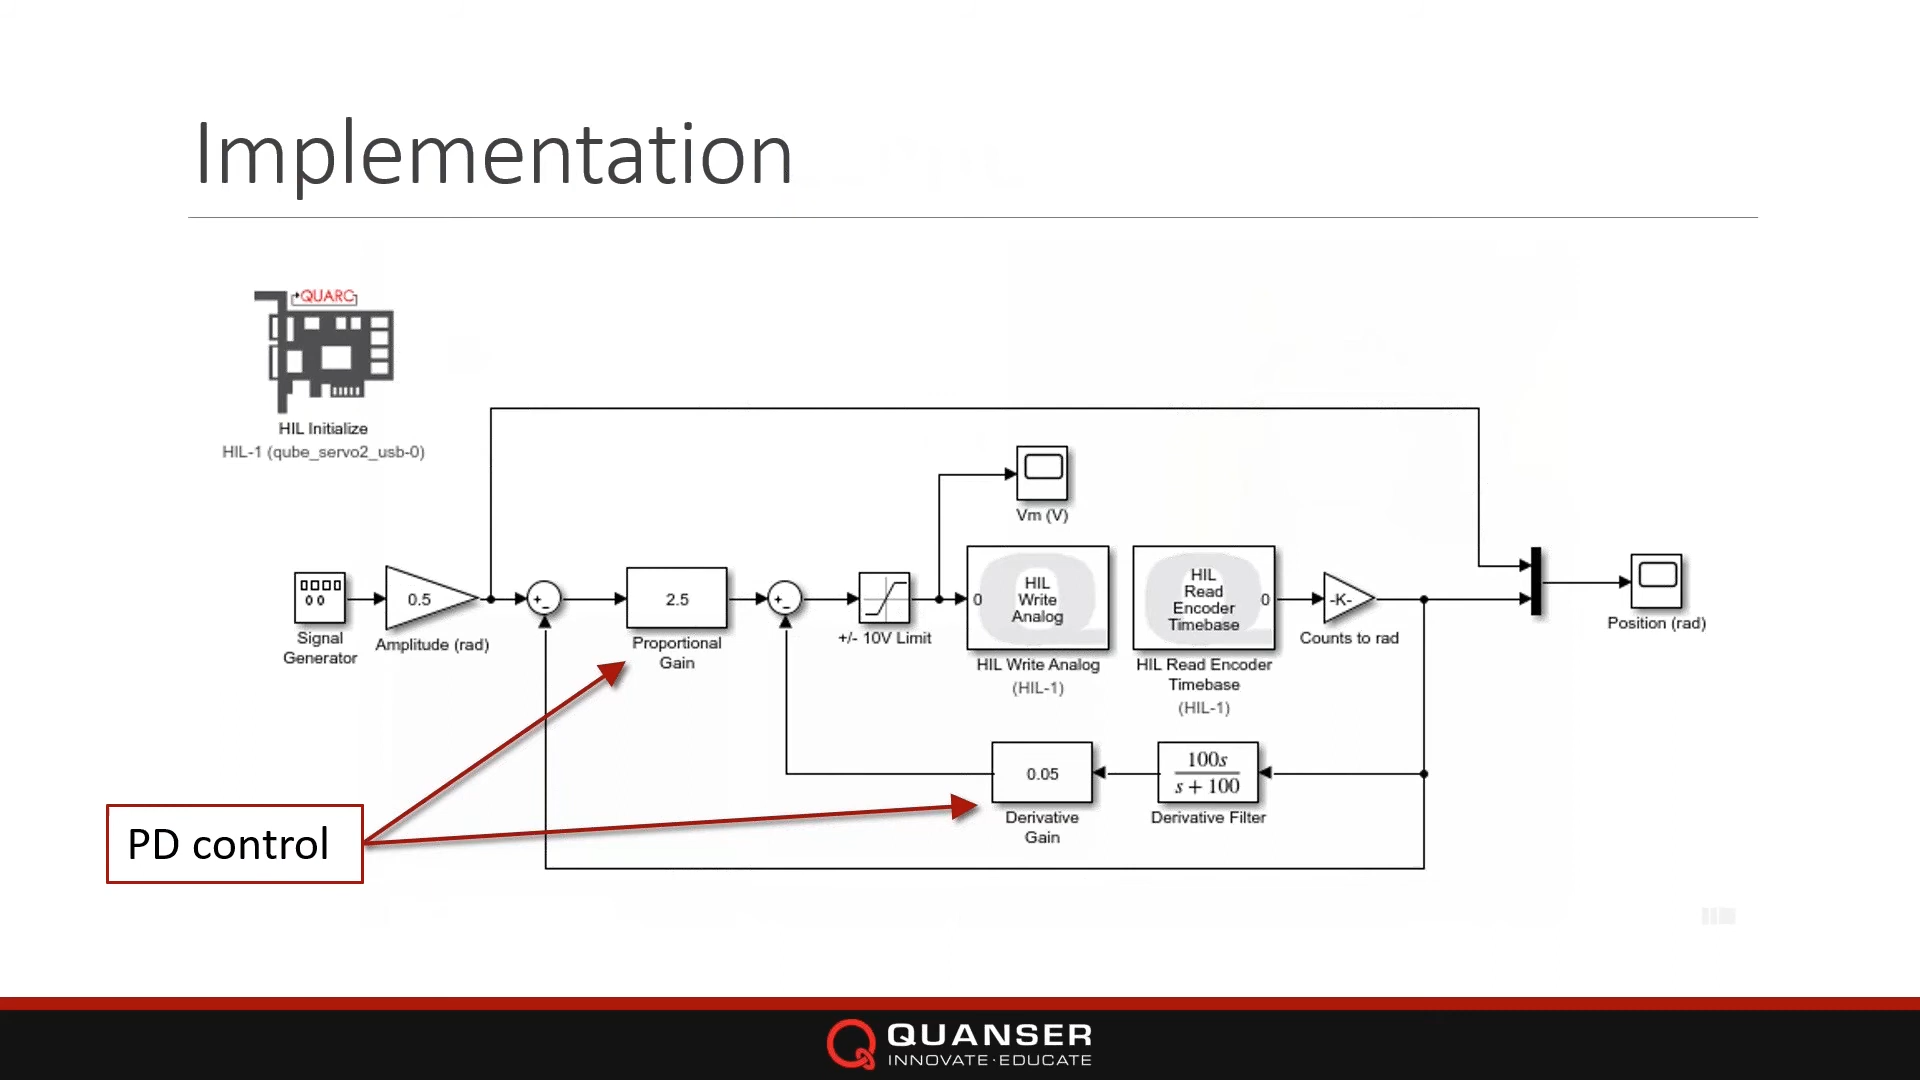 Implementation
QUARC
HIL Initialize
HIL-1 (qube_servo2_usb-0)
Vm (V)
Signal
Generator
0.5
Amplitude (rad)
+
-
2.5
Proportional
Gain
+
-
+/- 10V Limit
0
HIL
Write
Analog
HIL Write Analog
(HIL-1)
HIL
Read
Encoder
Timebase
0
HIL Read Encoder
Timebase
(HIL-1)
-K-
Counts to rad
Position (rad)
0.05
Derivative
Gain
100s
s + 100
Derivative Filter
PD control
QUANSER
INNOVATE·EDUCATE